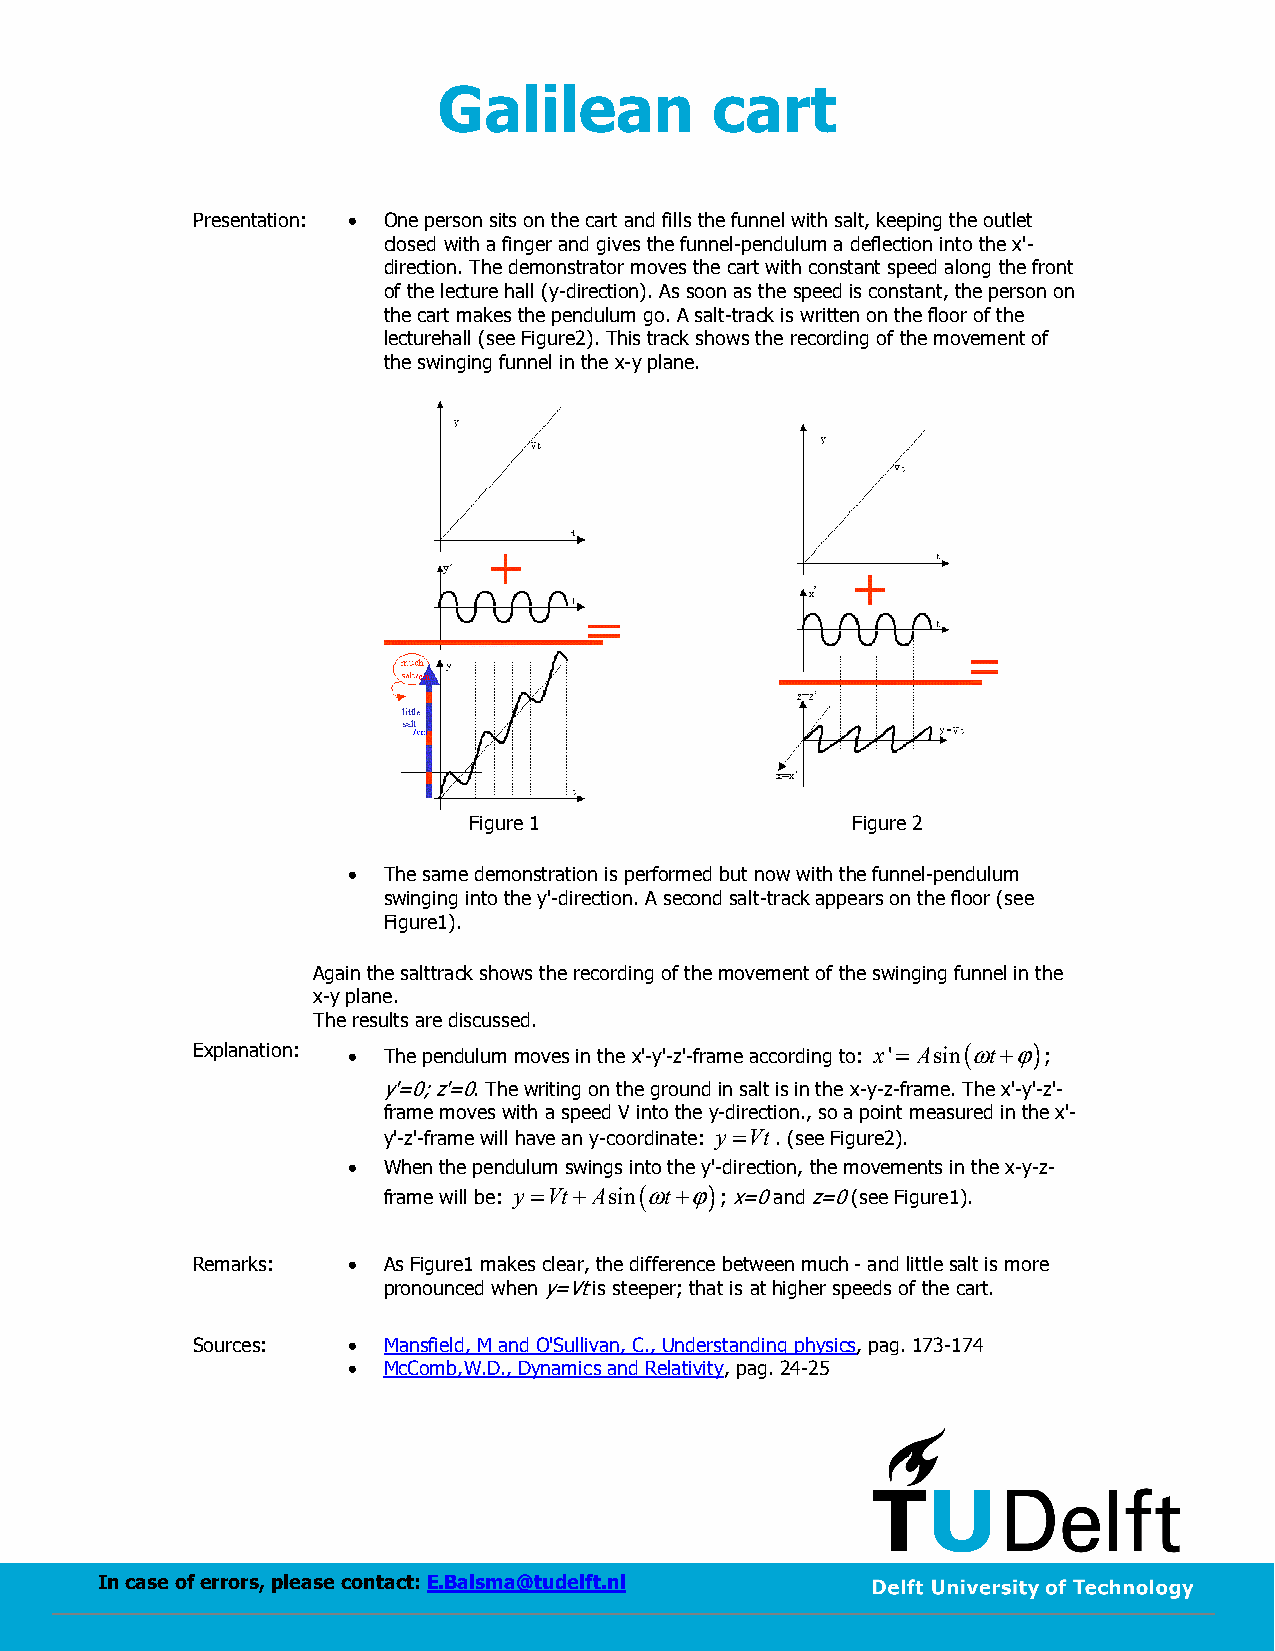 Galilean cart
Presentation: • One person sits on the cart and fills the funnel with salt, keeping the outlet
closed with a finger and gives the funnel-pendulum a deflection into the x'-
direction. The demonstrator moves the cart with constant speed along the front
of the lecture hall (y-direction). As soon as the speed is constant, the person on
the cart makes the pendulum go. A salt-track is written on the floor of the
lecturehall (see Figure2). This track shows the recording of the movement of
the swinging funnel in the x-y plane.
y
Vt
t
+
y'
t
=
much
salt/cm
little
salt
/cm
y
t
Figure 1
y
Vt
t
+
x'
t
=
z=z'
y=Vt
x=x'
Figure 2
• The same demonstration is performed but now with the funnel-pendulum
swinging into the y'-direction. A second salt-track appears on the floor (see
Figure1).
Again the salttrack shows the recording of the movement of the swinging funnel in the
x-y plane.
The results are discussed.
Explanation: • The pendulum moves in the x'-y'-z'-frame according to: x'= Asin(ωt+φ);
y'=0; z'=0. The writing on the ground in salt is in the x-y-z-frame. The x'-y'-z'-
frame moves with a speed V into the y-direction., so a point measured in the x'-
y'-z'-frame will have an y-coordinate: y=Vt. (see Figure2).
• When the pendulum swings into the y'-direction, the movements in the x-y-z-
frame will be: y=Vt+Asin(ωt+φ); x=0 and z=0 (see Figure1).
Remarks: • As Figure1 makes clear, the difference between much - and little salt is more
pronounced when y=Vt is steeper; that is at higher speeds of the cart.
Sources: • Mansfield, M and O'Sullivan, C., Understanding physics, pag. 173-174
• McComb,W.D., Dynamics and Relativity, pag. 24-25
TUDelft
In case of errors, please contact: E.Balsma@tudelft.nl
Delft University of Technology